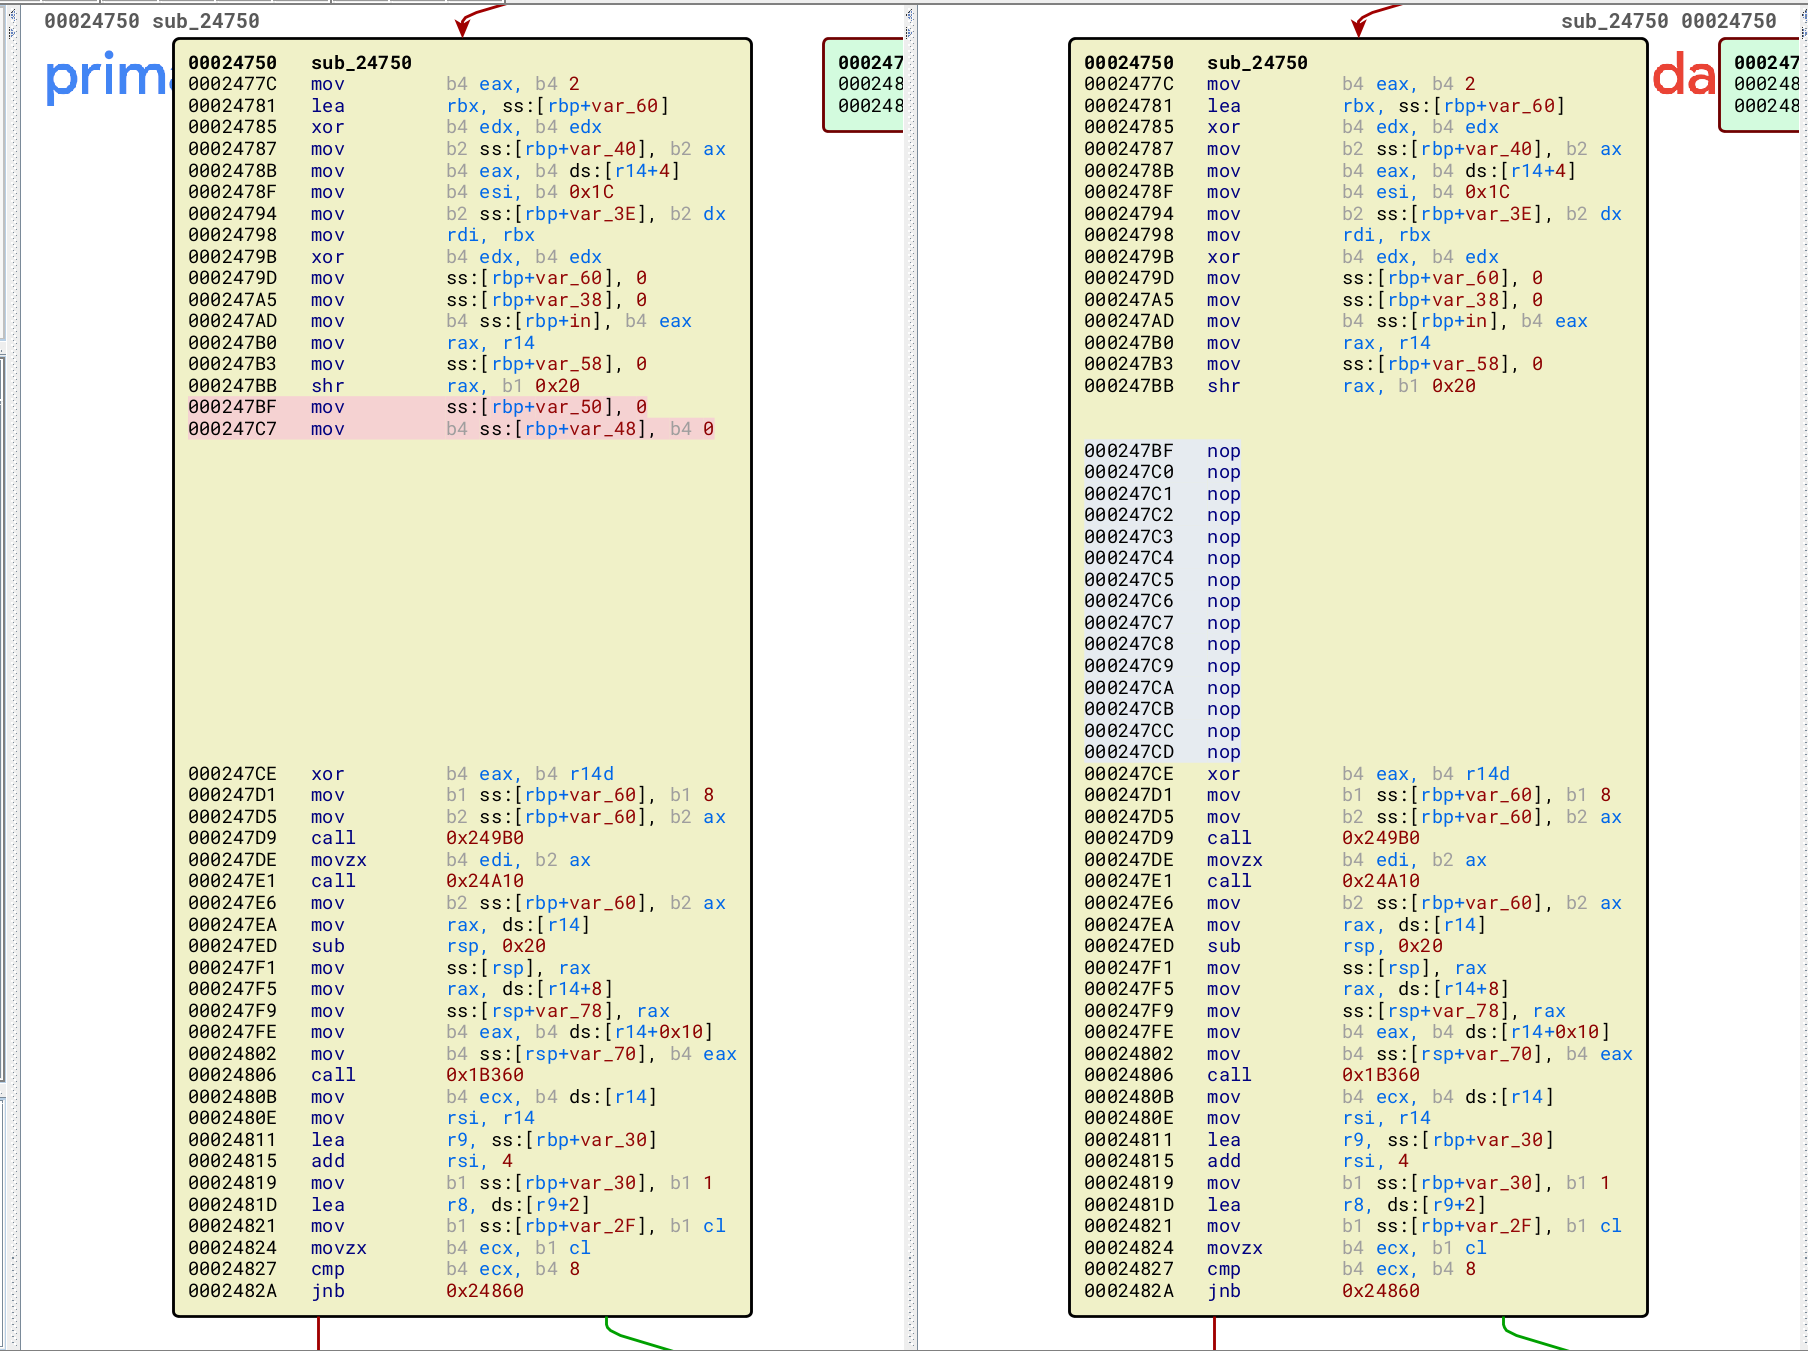 00024750 sub_24750
prim
00024750 sub_24750
0002477C mov b4 eax, b4 2
00024781 lea rbx, ss:[rbp+var_60]
00024785 xor b4 edx, b4 edx
00024787 mov b2 ss:[rbp+var_40], b2 ax
0002478B mov b4 eax, b4 ds:[r14+4]
0002478F mov b4 esi, b4 0x1C
00024794 mov b2 ss:[rbp+var_3E], b2 dx
00024798 mov rdi, rbx
0002479B xor b4 edx, b4 edx
0002479D mov ss:[rbp+var_60], 0
000247A5 mov ss:[rbp+var_38], 0
000247AD mov b4 ss:[rbp+in], b4 eax
000247B0 mov rax, r14
000247B3 mov ss:[rbp+var_58], 0
000247BB shr rax, b1 0x20
000247BF mov ss:[rbp+var_50], 0
000247C7 mov b4 ss:[rbp+var_48], b4 0
000247CE xor b4 eax, b4 r14d
000247D1 mov b1 ss:[rbp+var_60], b1 8
000247D5 mov b2 ss:[rbp+var_60], b2 ax
000247D9 call 0x249B0
000247DE movzx b4 edi, b2 ax
000247E1 call 0x24A10
000247E6 mov b2 ss:[rbp+var_60], b2 ax
000247EA mov rax, ds:[r14]
000247ED sub rsp, 0x20
000247F1 mov ss:[rsp], rax
000247F5 mov rax, ds:[r14+8]
000247F9 mov ss:[rsp+var_78], rax
000247FE mov b4 eax, b4 ds:[r14+0x10]
00024802 mov b4 ss:[rsp+var_70], b4 eax
00024806 call 0x1B360
0002480B mov b4 ecx, b4 ds:[r14]
0002480E mov rsi, r14
00024811 lea r9, ss:[rbp+var_30]
00024815 add rsi, 4
00024819 mov b1 ss:[rbp+var_30], b1 1
0002481D lea r8, ds:[r9+2]
00024821 mov b1 ss:[rbp+var_2F], b1 cl
00024824 movzx b4 ecx, b1 cl
00024827 cmp b4 ecx, b4 8
0002482A jnb 0x24860
000247
000248
000248
sub_24750 00024750
da
00024750 sub_24750
0002477C mov b4 eax, b4 2
00024781 lea rbx, ss:[rbp+var_60]
00024785 xor b4 edx, b4 edx
00024787 mov b2 ss:[rbp+var_40], b2 ax
0002478B mov b4 eax, b4 ds:[r14+4]
0002478F mov b4 esi, b4 0x1C
00024794 mov b2 ss:[rbp+var_3E], b2 dx
00024798 mov rdi, rbx
0002479B xor b4 edx, b4 edx
0002479D mov ss:[rbp+var_60], 0
000247A5 mov ss:[rbp+var_38], 0
000247AD mov b4 ss:[rbp+in], b4 eax
000247B0 mov rax, r14
000247B3 mov ss:[rbp+var_58], 0
000247BB shr rax, b1 0x20
000247BF nop
000247C0 nop
000247C1 nop
000247C2 nop
000247C3 nop
000247C4 nop
000247C5 nop
000247C6 nop
000247C7 nop
000247C8 nop
000247C9 nop
000247CA nop
000247CB nop
000247CC nop
000247CD nop
000247CE xor b4 eax, b4 r14d
000247D1 mov b1 ss:[rbp+var_60], b1 8
000247D5 mov b2 ss:[rbp+var_60], b2 ax
000247D9 call 0x249B0
000247DE movzx b4 edi, b2 ax
000247E1 call 0x24A10
000247E6 mov b2 ss:[rbp+var_60], b2 ax
000247EA mov rax, ds:[r14]
000247ED sub rsp, 0x20
000247F1 mov ss:[rsp], rax
000247F5 mov rax, ds:[r14+8]
000247F9 mov ss:[rsp+var_78], rax
000247FE mov b4 eax, b4 ds:[r14+0x10]
00024802 mov b4 ss:[rsp+var_70], b4 eax
00024806 call 0x1B360
0002480B mov b4 ecx, b4 ds:[r14]
0002480E mov rsi, r14
00024811 lea r9, ss:[rbp+var_30]
00024815 add rsi, 4
00024819 mov b1 ss:[rbp+var_30], b1 1
0002481D lea r8, ds:[r9+2]
00024821 mov b1 ss:[rbp+var_2F], b1 cl
00024824 movzx b4 ecx, b1 cl
00024827 cmp b4 ecx, b4 8
0002482A jnb 0x24860
000247
000248
000248